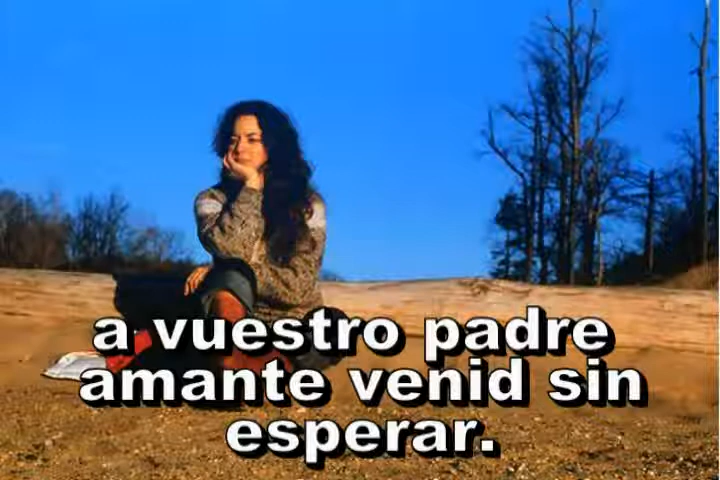 a vuestro padre
amante venid sin
esperar.